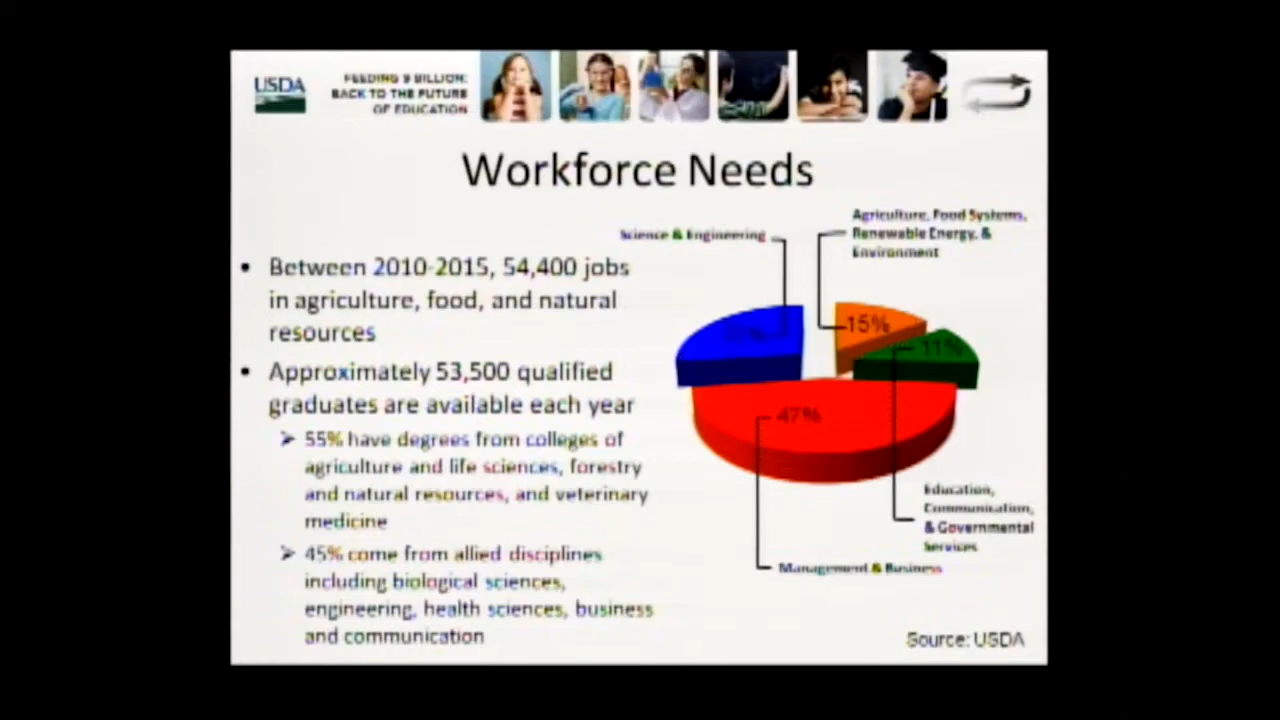 USDA
FEEDING 9 BILLION:
BACK TO THE FUTURE
OF EDUCATION
Workforce Needs
Between 2010-2015, 54,400 jobs
in agriculture, food, and natural
resources
Approximately 53,500 qualified
graduates are available each year
55% have degrees from colleges of
agriculture and life sciences, forestry
and natural resources, and veterinary
medicine
45% come from allied disciplines
including biological sciences,
engineering, health sciences, business
and communication
Science & Engineering
Agriculture, Food Systems,
Renewable Energy, &
Environment
15%
11%
47%
Education,
Communication,
& Governmental
Services
Management & Business
Source: USDA